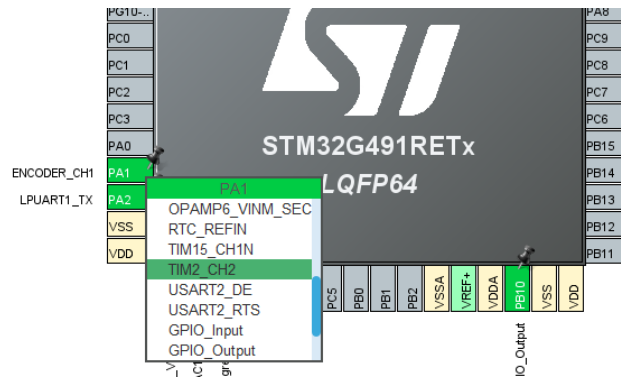 PG10-..
PC0
PC1
PC2
PC3
PA0
ENCODER_CH1
PA1
LPUART1_TX
PA2
VSS
VDD
STM32G491RETx
LQFP64
PA1
OPAMP6_VINM_SEC
RTC_REFIN
TIM15_CH1N
TIM2_CH2
USART2_DE
USART2_RTS
GPIO_Input
GPIO_Output
PA8
PC9
PC8
PC7
PC6
PB15
PB14
PB13
PB12
PB11
PC5
PB0
PB1
PB2
VSSA
VREF+
VDDA
PB10
VSS
VDD
IO_Output